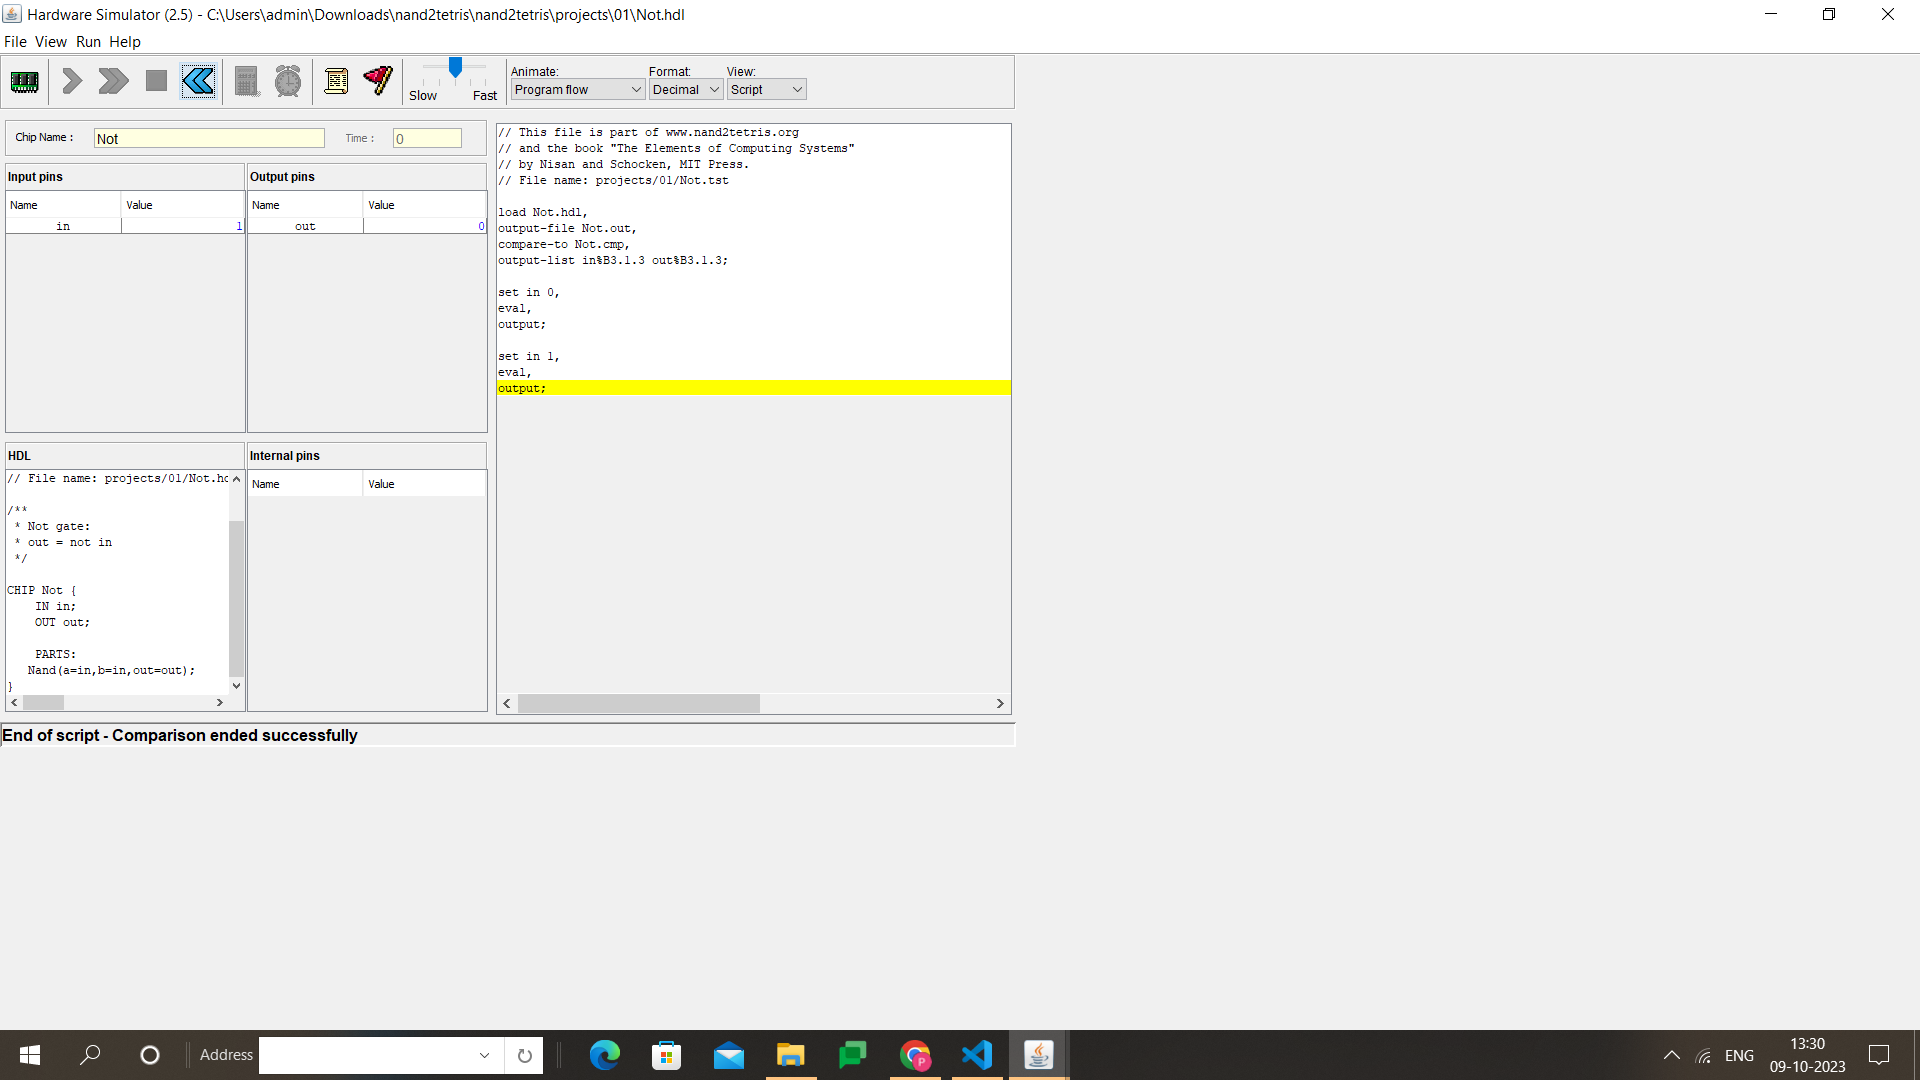 Hardware Simulator (2.5) - C:\Users\admin\Downloads\nand2tetris\nand2tetris\projects\01\Not.hdl
File View Run Help
Slow Fast
Animate: Format: View:
Program flow Decimal Script
Chip Name : Not Time : 0
Input pins
Name Value
in 1
Output pins
Name Value
out 0
HDL
// File name: projects/01/Not.hd
/**
* Not gate:
* out = not in
*/
CHIP Not {
IN in;
OUT out;
PARTS:
Nand(a=in,b=in,out=out);
}
Internal pins
Name Value
// This file is part of www.nand2tetris.org
// and the book "The Elements of Computing Systems"
// by Nisan and Schocken, MIT Press.
// File name: projects/01/Not.tst
load Not.hdl,
output-file Not.out,
compare-to Not.cmp,
output-list in%B3.1.3 out%B3.1.3;
set in 0,
eval,
output;
set in 1,
eval,
output;
End of script - Comparison ended successfully
Address
P
ENG
13:30
09-10-2023